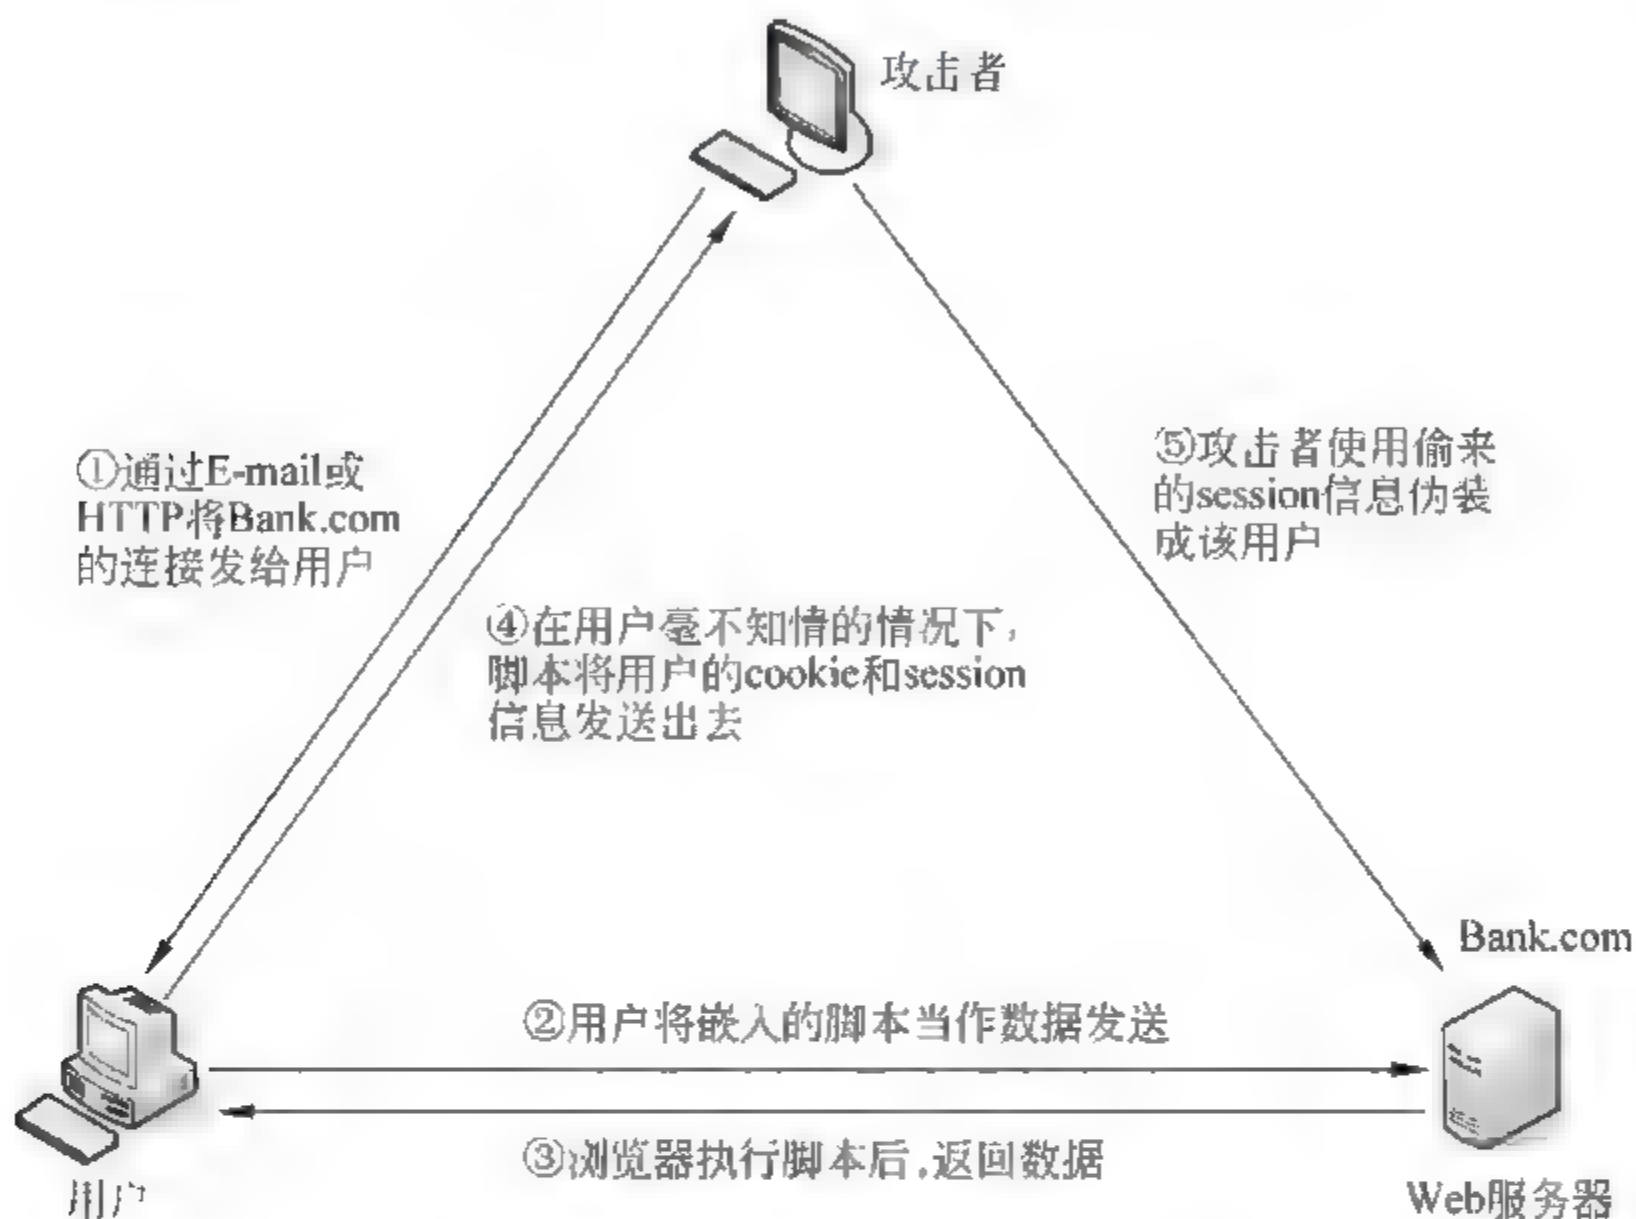 攻击者
①通过E-mail或
HTTP将Bank.com
的连接发给用户
⑤攻击者使用偷来
的session信息伪装
成该用户
④在用户毫不知情的情况下,
脚本将用户的cookie和session
信息发送出去
Bank.com
②用户将嵌入的脚本当作数据发送
③浏览器执行脚本后,返回数据
用户
Web服务器